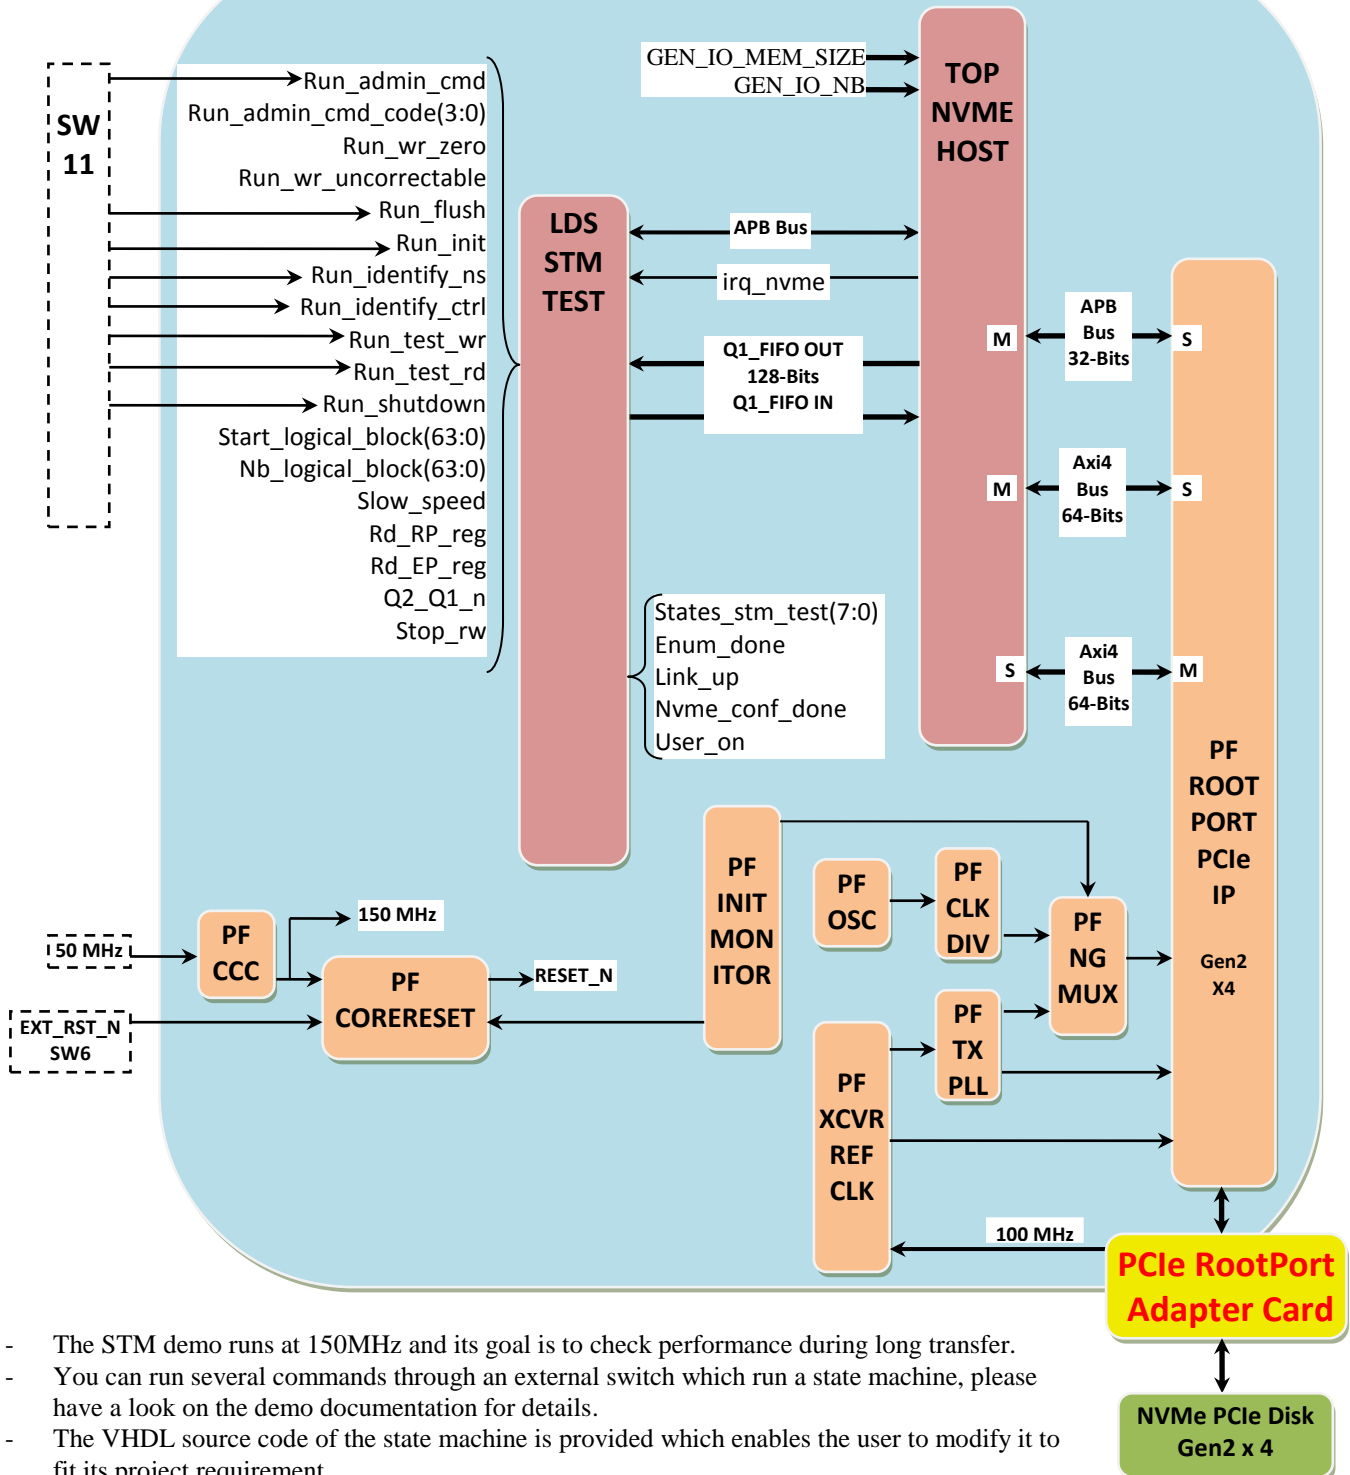 SW
11
Run_admin_cmd
Run_admin_cmd_code(3:0)
Run_wr_zero
Run_wr_uncorrectable
Run_flush
Run_init
Run_identify_ns
Run_identify_ctrl
Run_test_wr
Run_test_rd
Run_shutdown
Start_logical_block(63:0)
Nb_logical_block(63:0)
Slow_speed
Rd_RP_reg
Rd_EP_reg
Q2_Q1_n
Stop_rw
LDS
STM
TEST
GEN_IO_MEM_SIZE
GEN_IO_NB
TOP
NVME
HOST
APB Bus
irq_nvme
Q1_FIFO OUT
128-Bits
Q1_FIFO IN
M
APB
Bus
32-Bits
S
M
Axi4
Bus
64-Bits
S
S
Axi4
Bus
64-Bits
M
States_stm_test(7:0)
Enum_done
Link_up
Nvme_conf_done
User_on
PF
ROOT
PORT
PCIe
IP
Gen2
X4
50 MHz
PF
CCC
150 MHz
EXT_RST_N
SW6
PF
CORERESET
RESET_N
PF
INIT
MON
ITOR
PF
OSC
PF
CLK
DIV
PF
NG
MUX
PF
TX
PLL
PF
XCVR
REF
CLK
100 MHz
PCIe RootPort
Adapter Card
NVMe PCIe Disk
Gen2 x 4
- The STM demo runs at 150MHz and its goal is to check performance during long transfer.
- You can run several commands through an external switch which run a state machine, please
have a look on the demo documentation for details.
- The VHDL source code of the state machine is provided which enables the user to modify it to
fit its project requirement